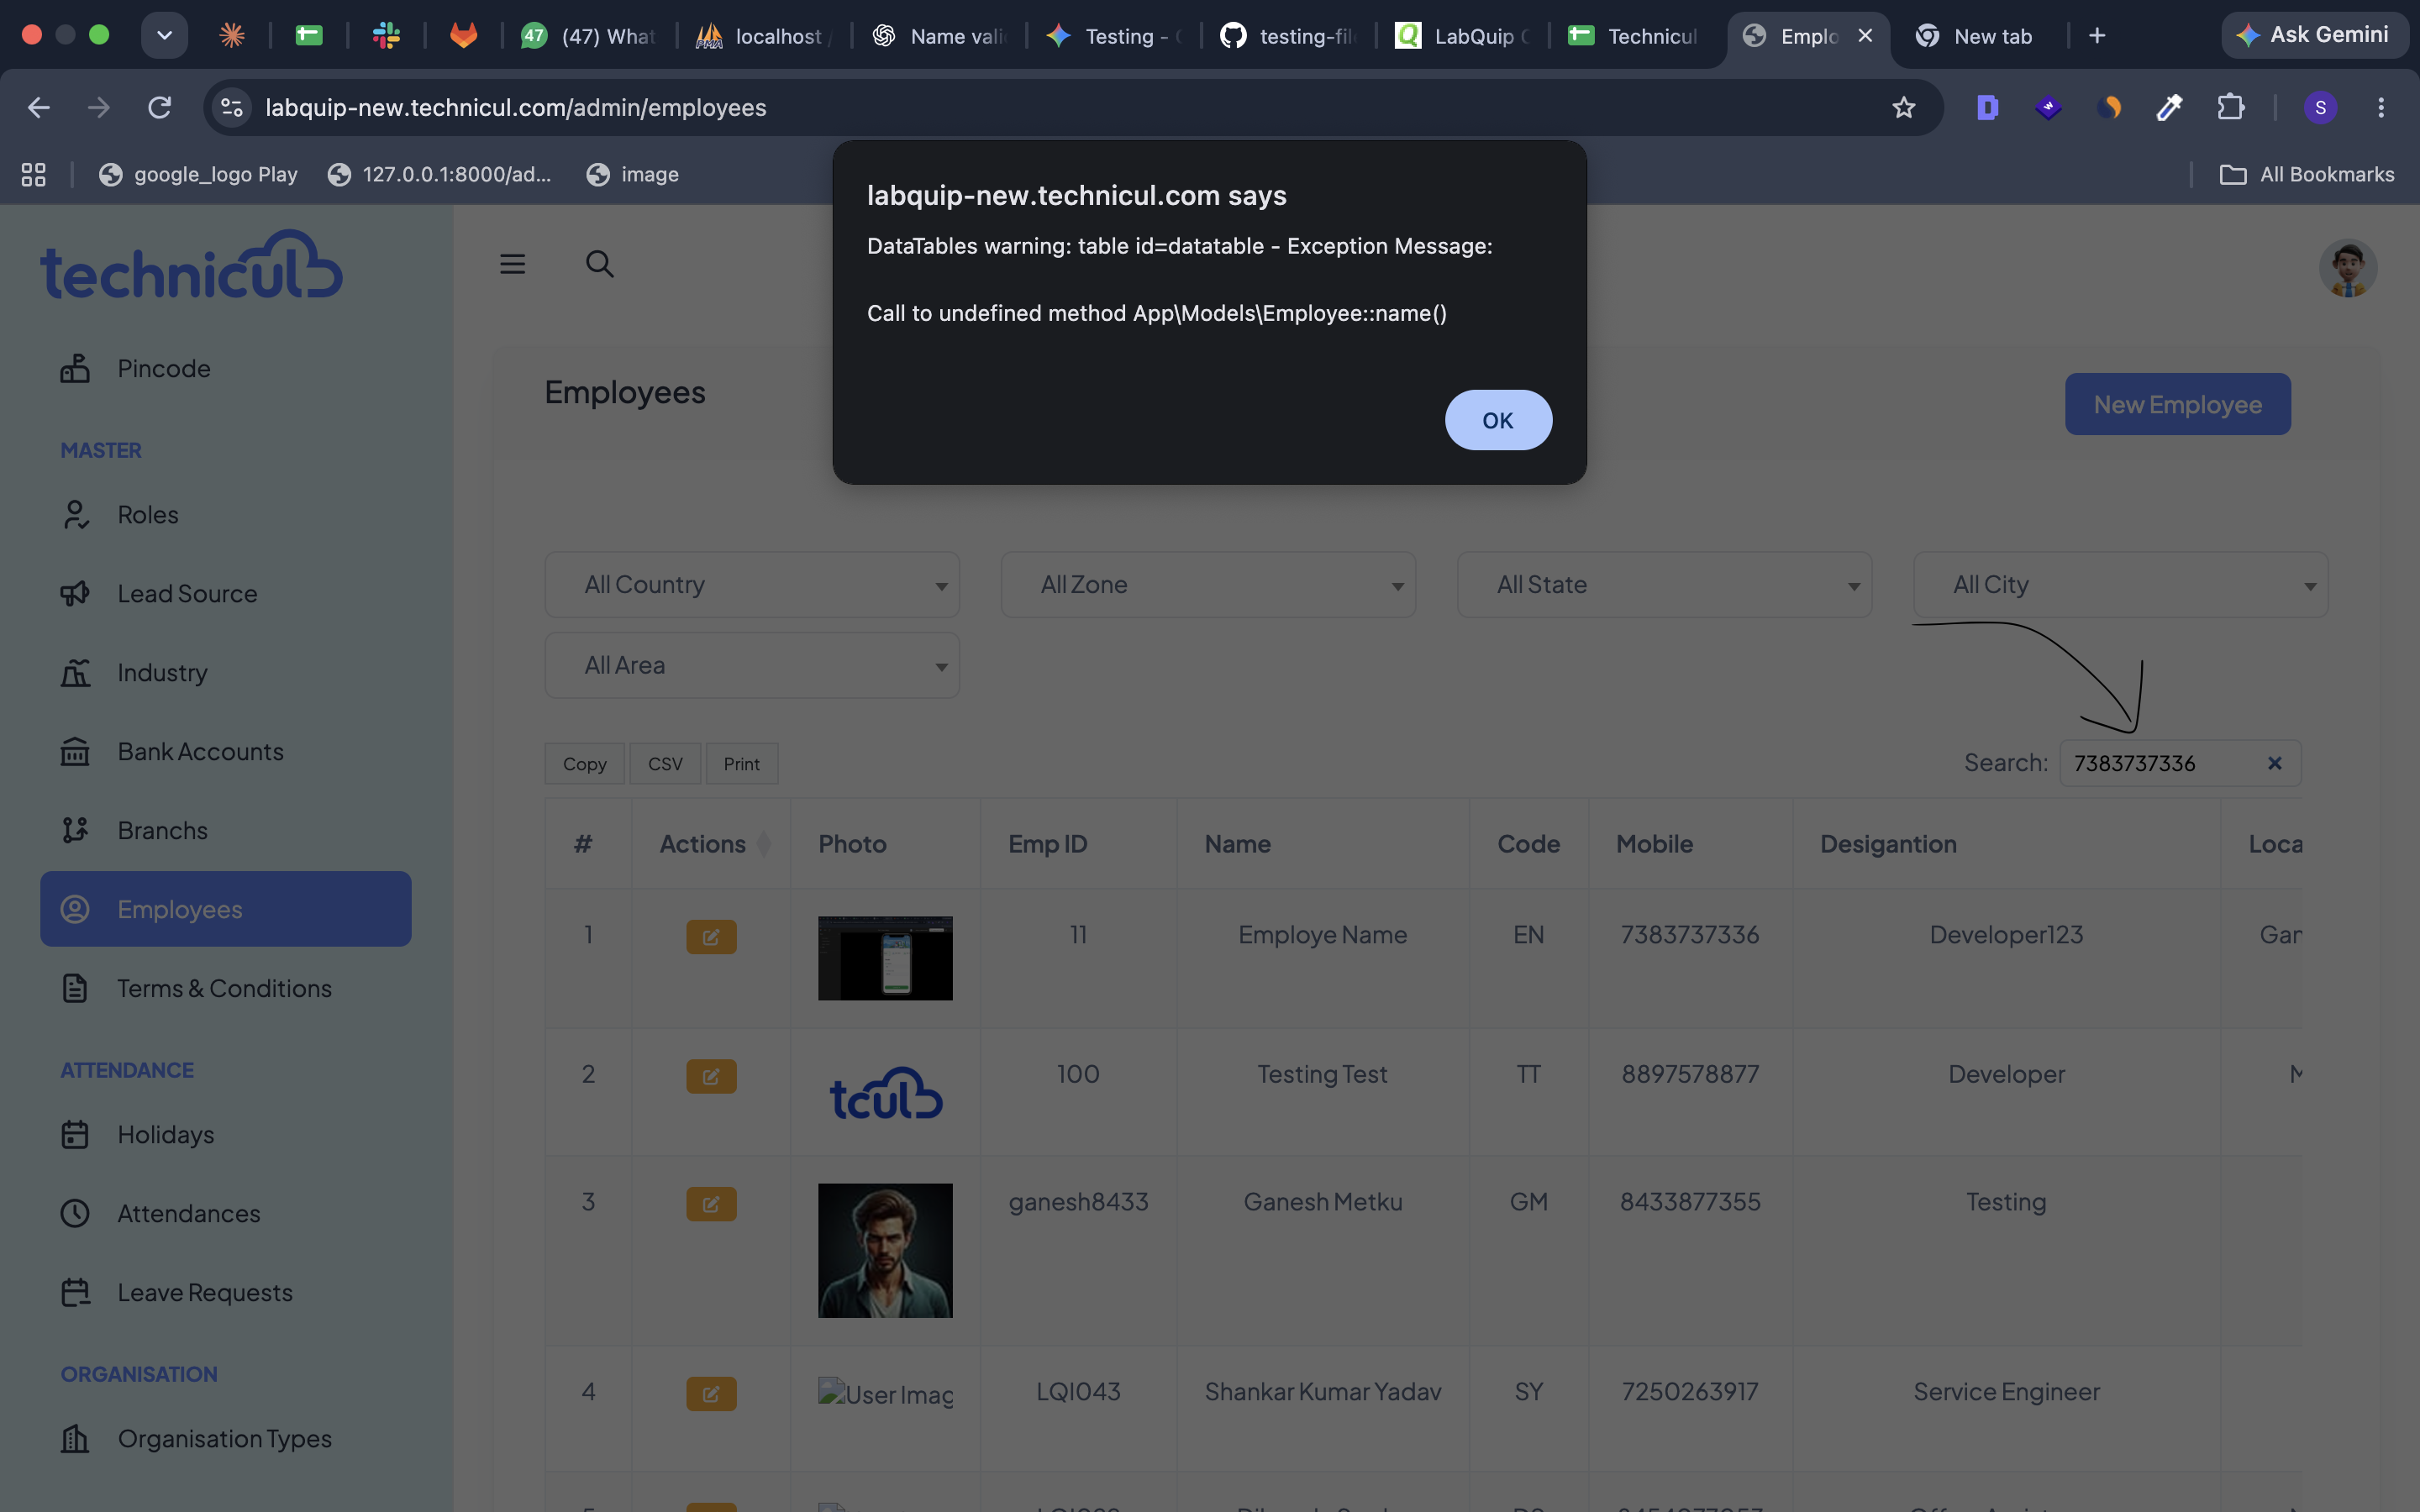 47
(47) What
localhost /
Name vali
Testing - G
testing-file
LabQuip
Technicul
Emplo
New tab
Ask Gemini
labquip-new.technicul.com/admin/employees
S
google_logo Play
127.0.0.1:8000/ad...
image
All Bookmarks
labquip-new.technicul.com says
DataTables warning: table id=datatable - Exception Message:
Call to undefined method App\Models\Employee::name()
OK
technicul
Pincode
MASTER
Roles
Lead Source
Industry
Bank Accounts
Branchs
Employees
Terms & Conditions
ATTENDANCE
Holidays
Attendances
Leave Requests
ORGANISATION
Organisation Types
Employees
New Employee
All Country
All Zone
All State
All City
All Area
Copy CSV Print
Search: 7383737336
# Actions Photo Emp ID Name Code Mobile Desigantion Loca
1 11 Employe Name EN 7383737336 Developer123 Gar
2 tcul 100 Testing Test TT 8897578877 Developer
3 ganesh8433 Ganesh Metku GM 8433877355 Testing
4 User Imag LQI043 Shankar Kumar Yadav SY 7250263917 Service Engineer